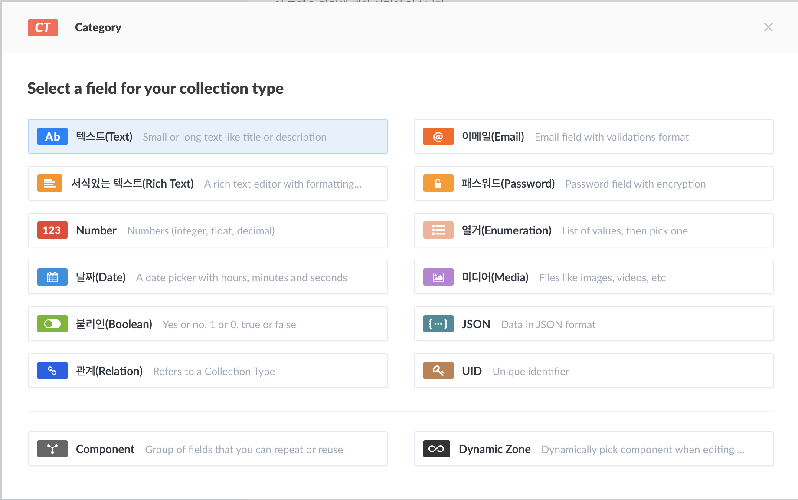 CT Category
Select a field for your collection type
Ab 텍스트(Text) Small or long text like title or description
@ 이메일(Email) Email field with validations format
서식있는 텍스트(Rich Text) A rich text editor with formatting...
패스워드(Password) Password field with encryption
123 Number Numbers (integer, float, decimal)
열거(Enumeration) List of values, then pick one
날짜(Date) A date picker with hours, minutes and seconds
미디어(Media) Files like images, videos, etc
불리언(Boolean) Yes or no, 1 or 0, true or false
{...} JSON Data in JSON format
관계(Relation) Refers to a Collection Type
UID Unique identifier
Component Group of fields that you can repeat or reuse
Dynamic Zone Dynamically pick component when editing ...